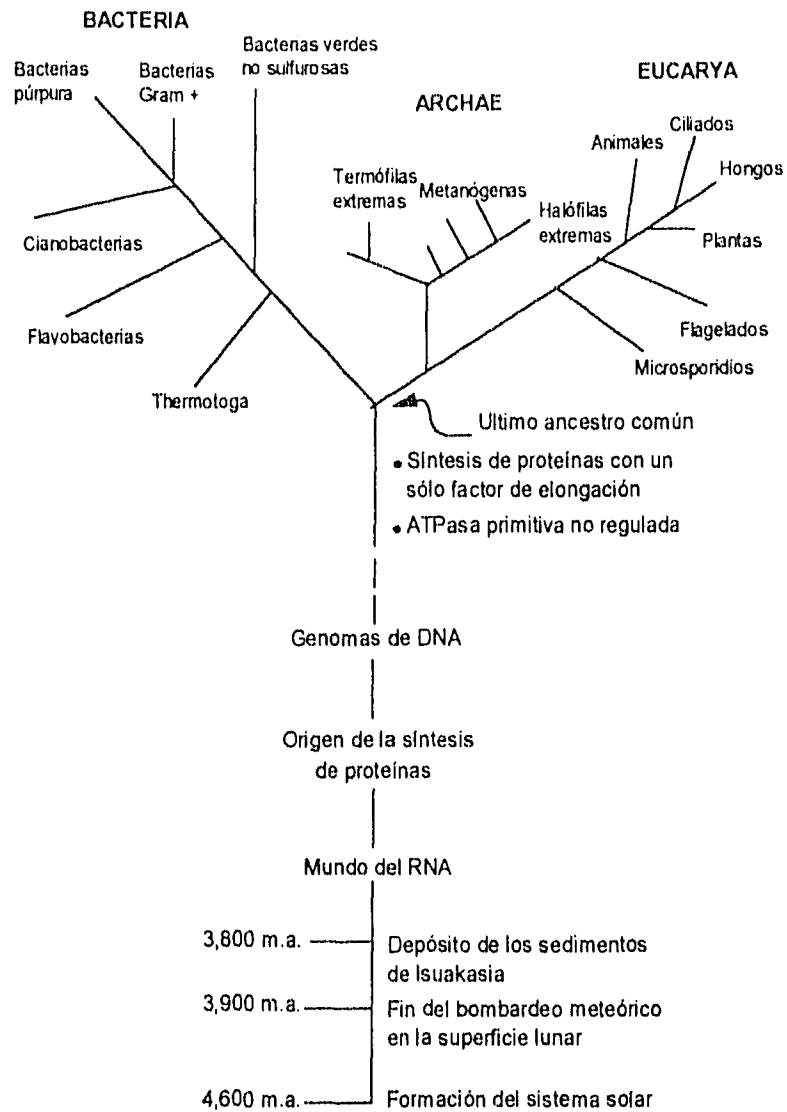 BACTERIA
Bacterias
púrpura
Bacterias
Gram +
Bacterias verdes
no sulfurosas
Cianobacterias
Flavobacterias
Thermotoga
ARCHAE
Termófilas
extremas
Metanógenas
Halófilas
extremas
EUCARYA
Animales
Ciliados
Hongos
Plantas
Flagelados
Microsporidios
Ultimo ancestro común
• Síntesis de proteínas con un
sólo factor de elongación
• ATPasa primitiva no regulada
Genomas de DNA
Origen de la síntesis
de proteínas
Mundo del RNA
3,800 m.a.
Depósito de los sedimentos
de Isuakasia
3,900 m.a.
Fin del bombardeo meteórico
en la superficie lunar
4,600 m.a.
Formación del sistema solar